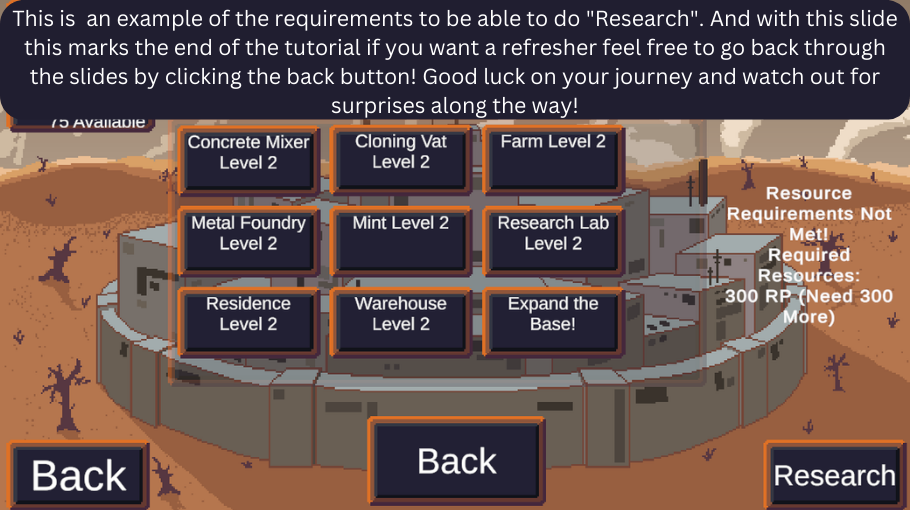 This is  an example of the requirements to be able to do "Research". And with this slide
this marks the end of the tutorial if you want a refresher feel free to go back through
the slides by clicking the back button! Good luck on your journey and watch out for
surprises along the way!
75 Available
Concrete Mixer
Level 2
Cloning Vat
Level 2
Farm Level 2
Metal Foundry
Level 2
Mint Level 2
Research Lab
Level 2
Residence
Level 2
Warehouse
Level 2
Expand the
Base!
Resource
Requirements Not
Met!
Required
Resources:
300 RP (Need 300
More)
Back
Back
Research